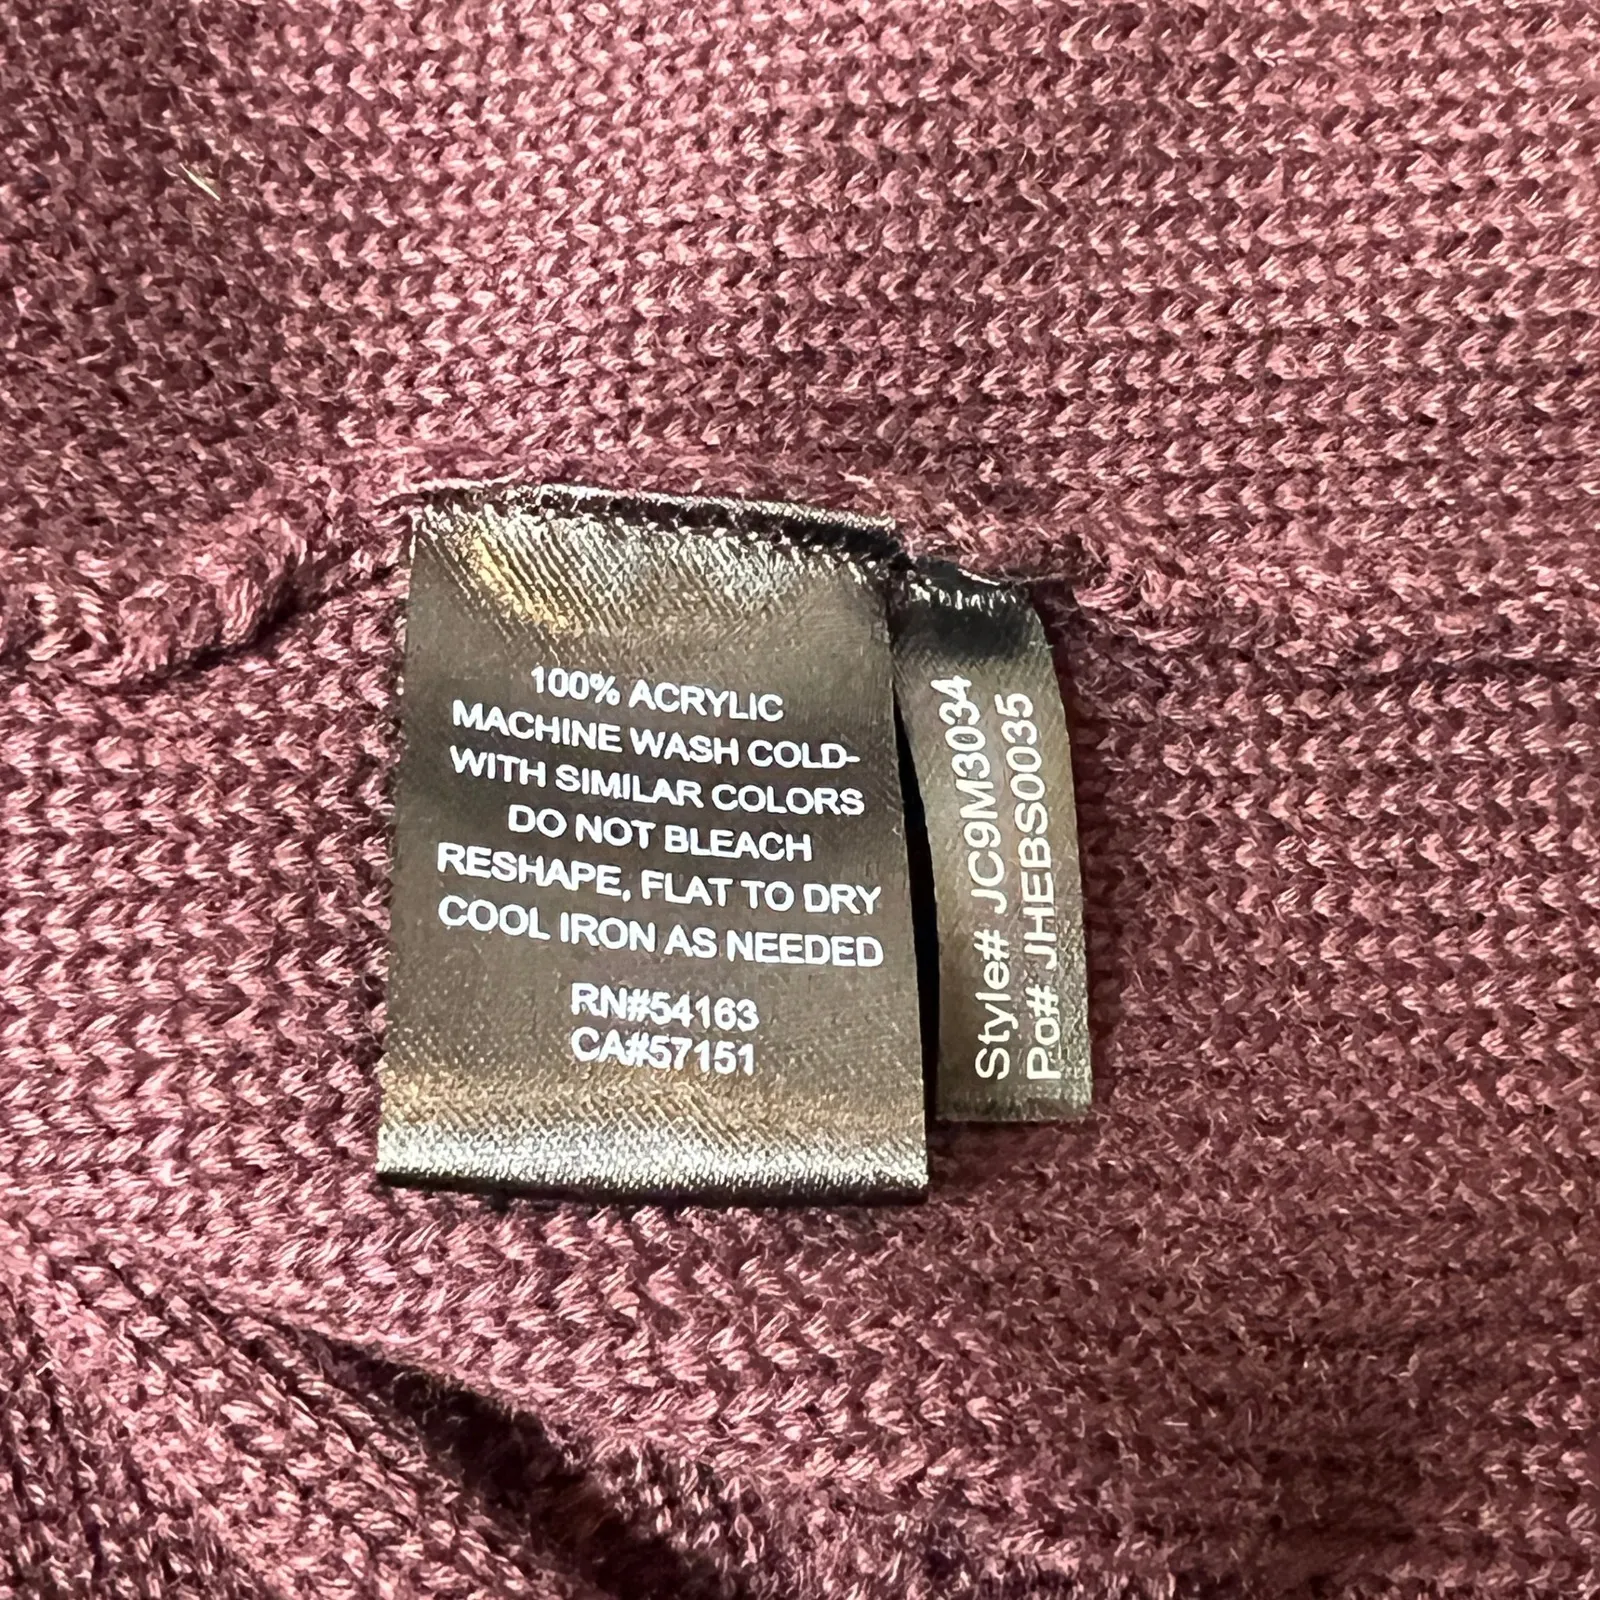 100% ACRYLIC
MACHINE WASH COLD-
WITH SIMILAR COLORS
DO NOT BLEACH
RESHAPE, FLAT TO DRY
COOL IRON AS NEEDED
RN#54163
CA#57151
Style# JC9M3034
Po# JHEBS0035